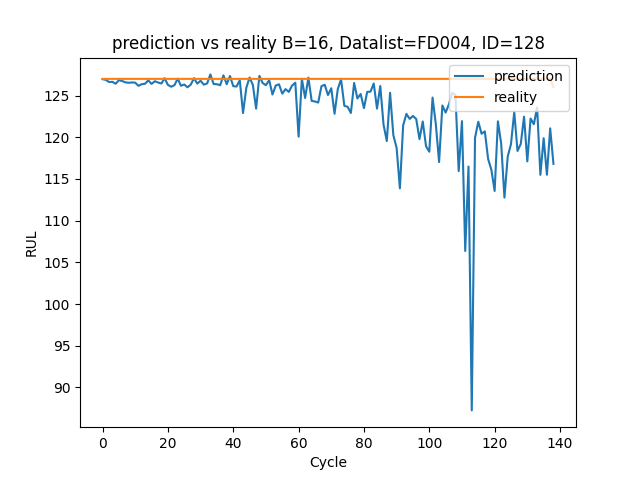 prediction vs reality B=16, Datalist=FD004, ID=128
prediction
reality
RUL
125
120
115
110
105
100
95
90
0 20 40 60 80 100 120 140
Cycle